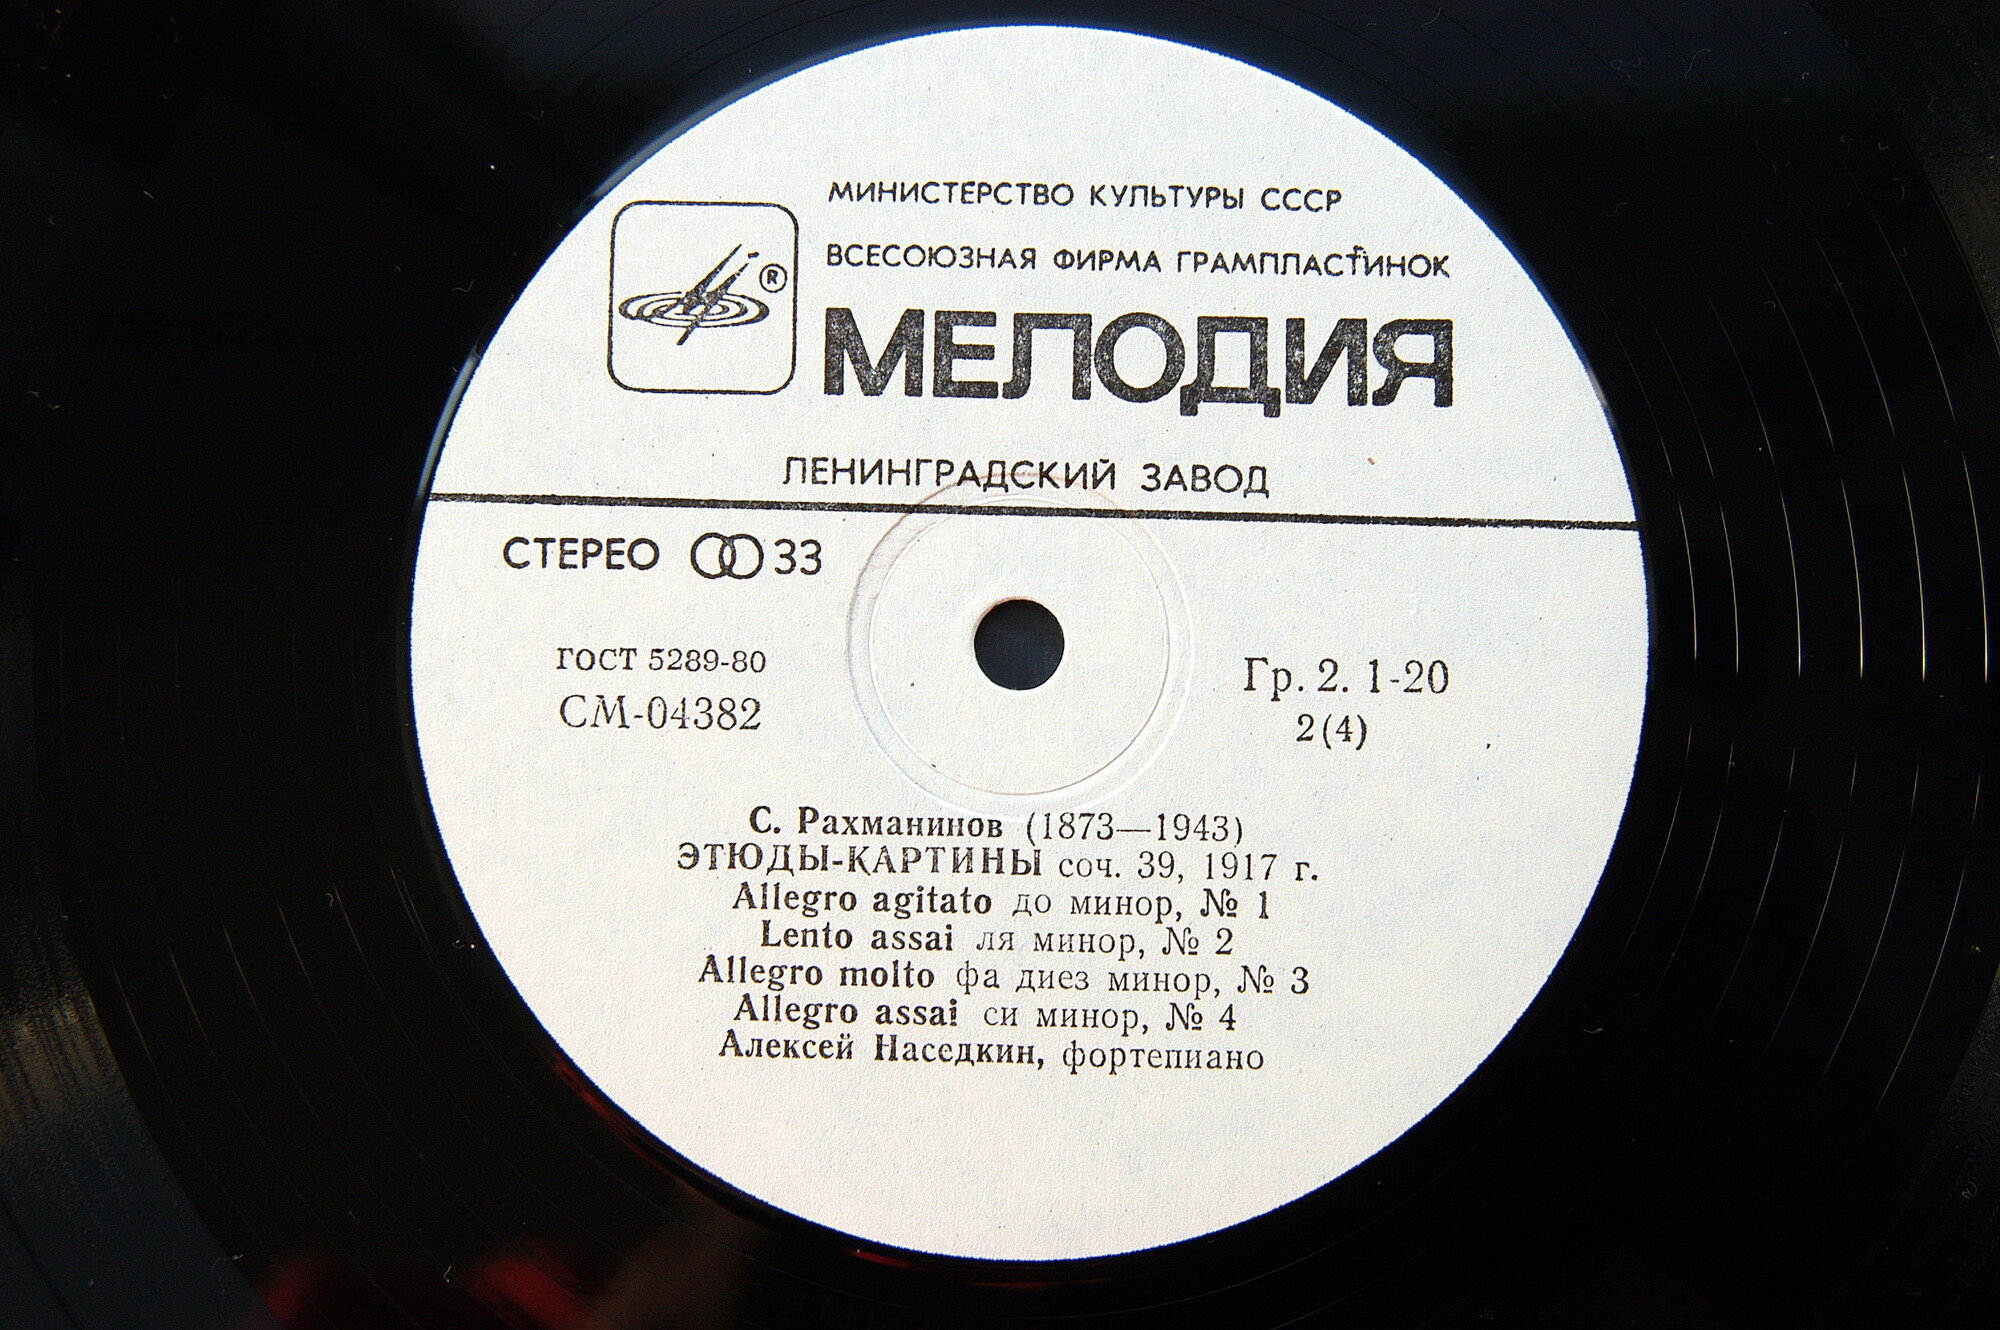 МИНИСТЕРСТВО КУЛЬТУРЫ СССР
ВСЕСОЮЗНАЯ ФИРМА ГРАМПЛАСТИНОК
®
МЕЛОДИЯ
ЛЕНИНГРАДСКИЙ ЗАВОД
СТЕРЕО 33
ГОСТ 5289-80
СМ-04382
Гр. 2. 1-20
2(4)
С. Рахманинов (1873—1943)
ЭТЮДЫ-КАРТИНЫ соч. 39, 1917 г.
Allegro agitato до минор, № 1
Lento assai ля минор, № 2
Allegro molto фа диез минор, № 3
Allegro assai си минор, № 4
Алексей Наседкин, фортепиано